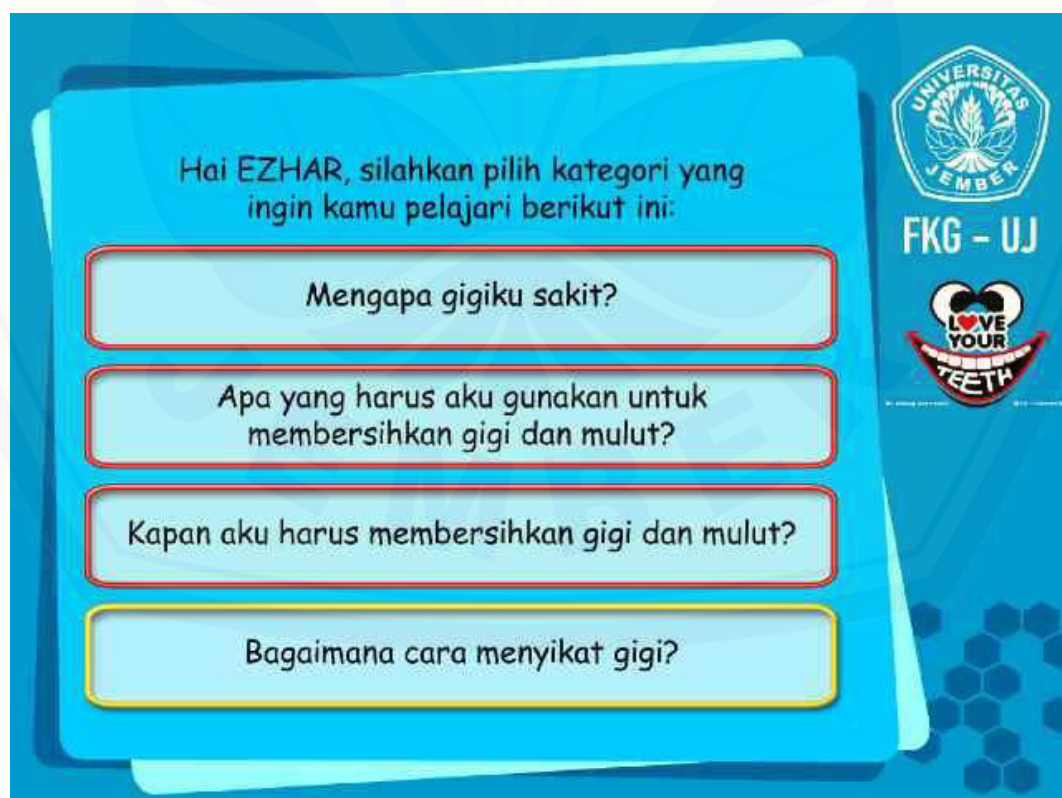 Hai EZHAR, silahkan pilih kategori yang
ingin kamu pelajari berikut ini:
Mengapa gigiku sakit?
Apa yang harus aku gunakan untuk
membersihkan gigi dan mulut?
Kapan aku harus membersihkan gigi dan mulut?
Bagaimana cara menyikat gigi?
UNIVERSITAS
JEMBER
FKG - UJ
LOVE
YOUR
TEETH